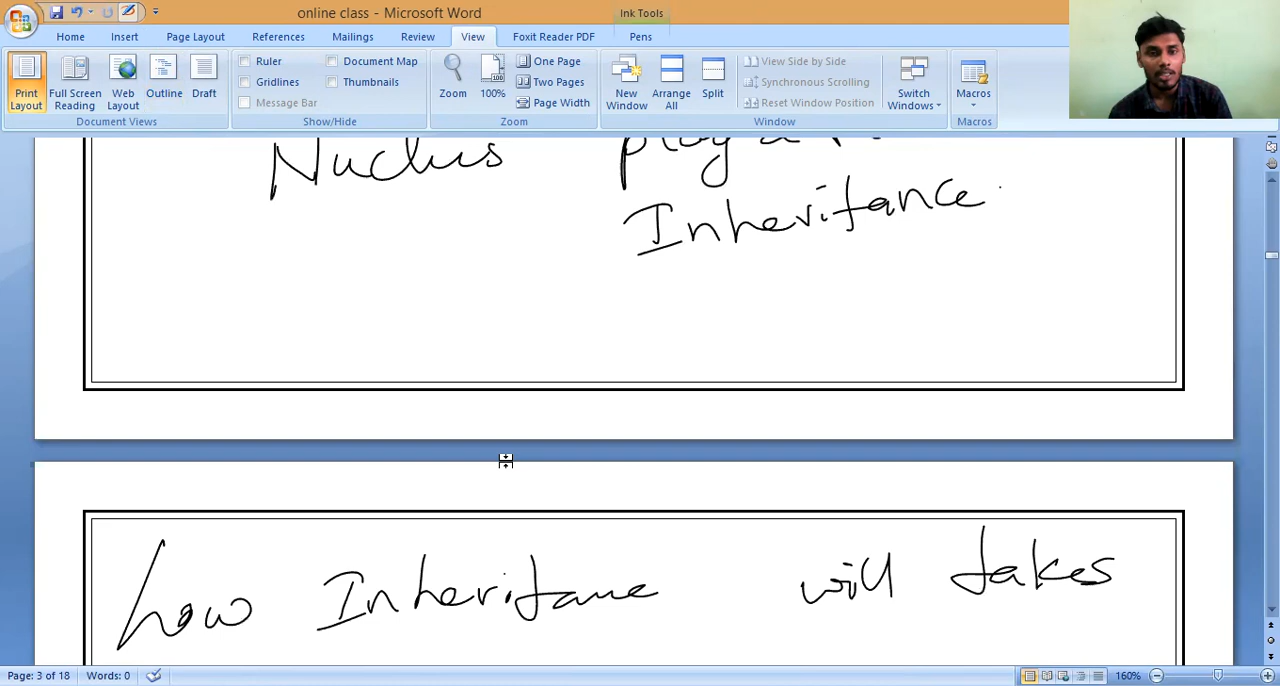 online class - Microsoft Word
Ink Tools
Home Insert Page Layout References Mailings Review View Foxit Reader PDF Pens
Print Layout
Full Screen Reading
Web Layout
Outline
Draft
Document Views
Ruler
Gridlines
Message Bar
Document Map
Thumbnails
Show/Hide
Zoom
100%
One Page
Two Pages
Page Width
Zoom
New Window
Arrange All
Split
View Side by Side
Synchronous Scrolling
Reset Window Position
Switch Windows
Window
Macros
Macros
Nuclus play a
Inheritance
how Inheritane will takes
Page: 3 of 18 Words: 0 160%